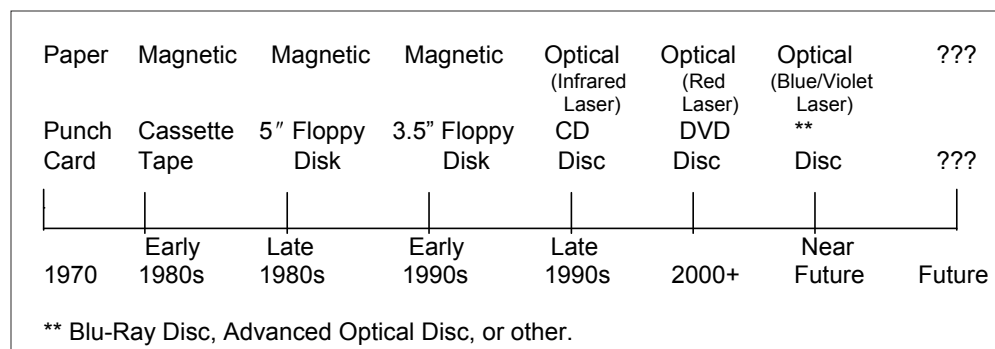 Paper Magnetic Magnetic Magnetic Optical Optical Optical ???
(Infrared (Red (Blue/Violet
Laser) Laser) Laser)
Punch Cassette 5″ Floppy 3.5” Floppy CD DVD **
Card Tape Disk Disk Disc Disc Disc ???
Early Late Early Late Near
1970 1980s 1980s 1990s 1990s 2000+ Future Future
** Blu-Ray Disc, Advanced Optical Disc, or other.